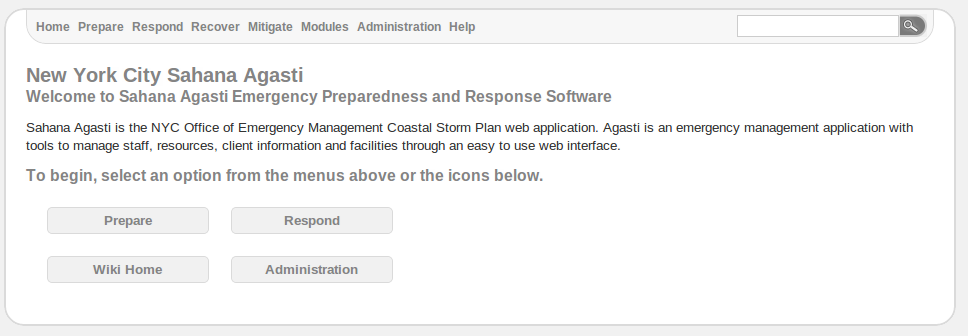 Home Prepare Respond Recover Mitigate Modules Administration Help
New York City Sahana Agasti
Welcome to Sahana Agasti Emergency Preparedness and Response Software
Sahana Agasti is the NYC Office of Emergency Management Coastal Storm Plan web application. Agasti is an emergency management application with
tools to manage staff, resources, client information and facilities through an easy to use web interface.
To begin, select an option from the menus above or the icons below.
Prepare Respond
Wiki Home Administration